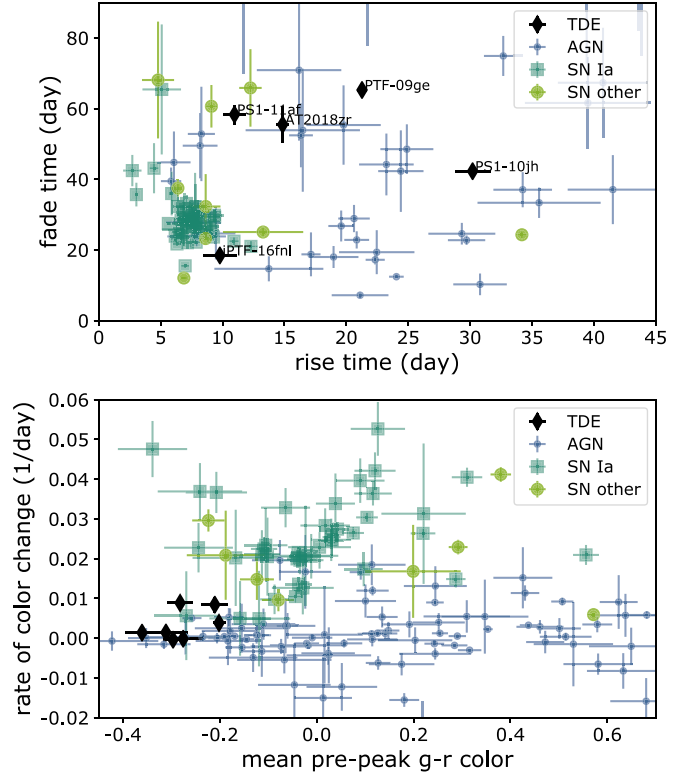 80
60
40
20
0
fade time (day)
TDE
AGN
SN Ia
SN other
PTF-09ge
PS1-11af
AT2018zr
PS1-10jh
iPTF-16fnl
0 5 10 15 20 25 30 35 40 45
rise time (day)
0.06
0.05
0.04
0.03
0.02
0.01
0.00
-0.01
-0.02
rate of color change (1/day)
TDE
AGN
SN Ia
SN other
-0.4 -0.2 0.0 0.2 0.4 0.6
mean pre-peak g-r color